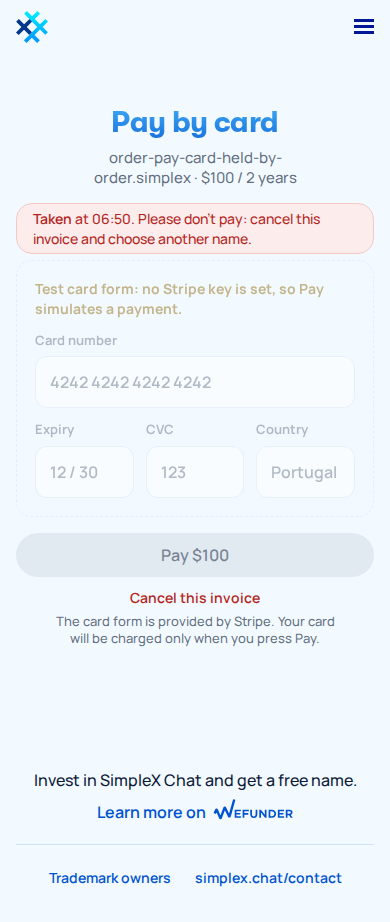 Pay by card
order-pay-card-held-by-
order.simplex · $100 / 2 years
Taken at 06:50. Please don't pay: cancel this
invoice and choose another name.
Test card form: no Stripe key is set, so Pay
simulates a payment.
Card number
4242 4242 4242 4242
Expiry CVC Country
12 / 30 123 Portugal
Pay $100
Cancel this invoice
The card form is provided by Stripe. Your card
will be charged only when you press Pay.
Invest in SimpleX Chat and get a free name.
Learn more on WEFUNDER
Trademark owners simplex.chat/contact